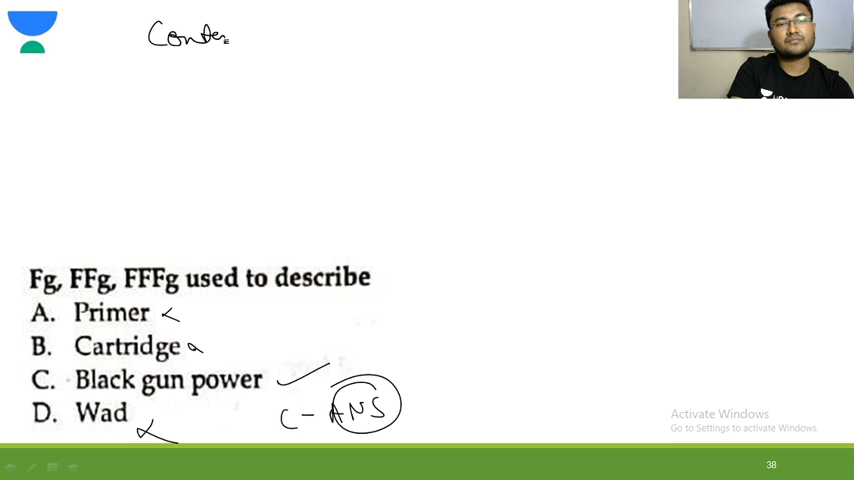 Conte
Fg, FFg, FFFg used to describe
A. Primer
B. Cartridge
C. Black gun power
D. Wad
C - ANS
Activate Windows
Go to Settings to activate Windows.
38